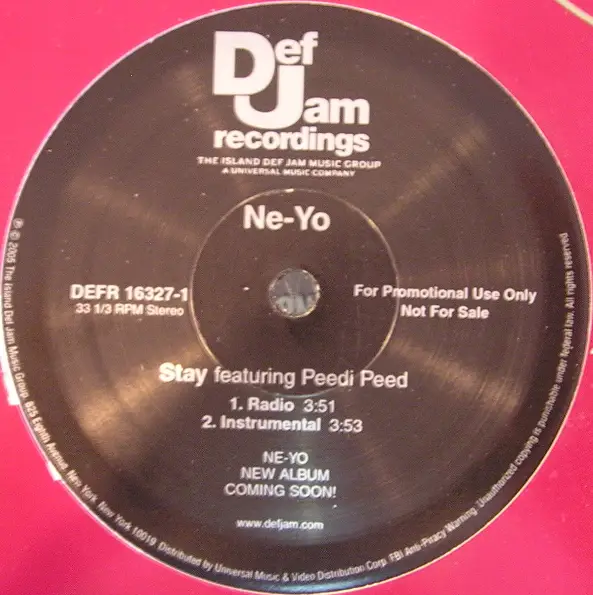 Def Jam
recordings
THE ISLAND DEF JAM MUSIC GROUP
A UNIVERSAL MUSIC COMPANY
Ne-Yo
DEFR 16327-1
33 1/3 RPM Stereo
For Promotional Use Only
Not For Sale
Stay featuring Peedi Peed
1. Radio 3:51
2. Instrumental 3:53
NE-YO
NEW ALBUM
COMING SOON!
www.defjam.com
℗ © 2005 The Island Def Jam Music Group, 825 Eighth Avenue, New York, New York 10019. Distributed by Universal Music & Video Distribution Corp. FBI Anti-Piracy Warning: Unauthorized copying is punishable under federal law. All rights reserved.